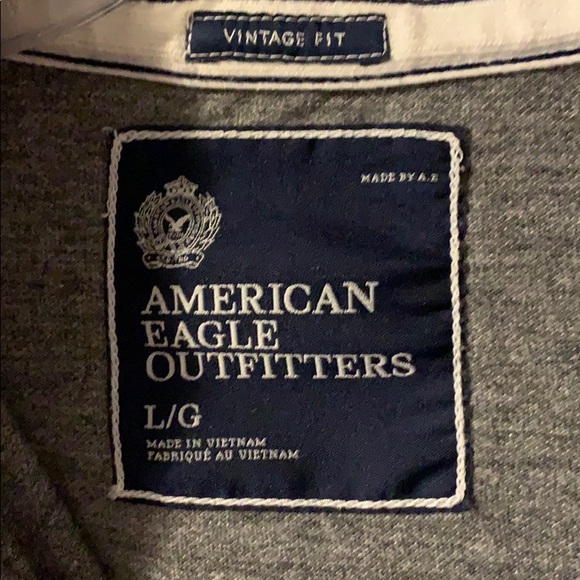 VINTAGE FIT
MADE BY A.E
AMERICAN
EAGLE
OUTFITTERS
L/G
MADE IN VIETNAM
FABRIQUÉ AU VIETNAM